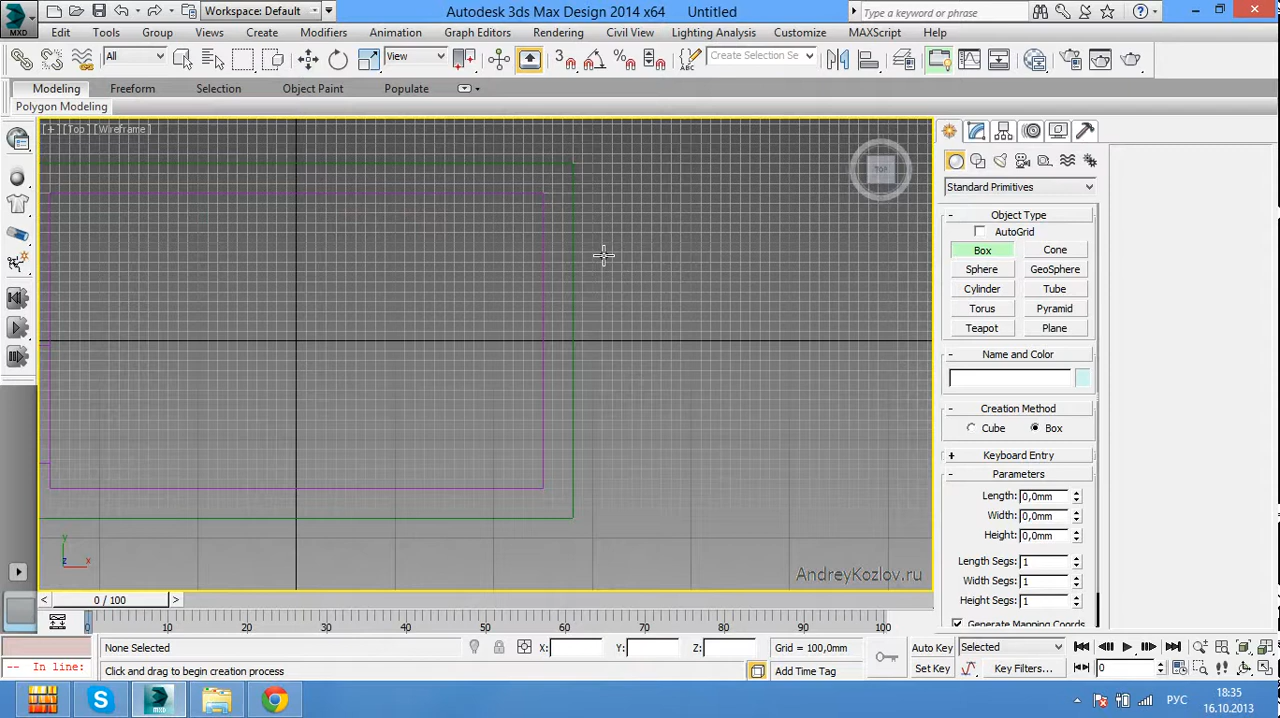 Workspace: Default
Autodesk 3ds Max Design 2014 x64 Untitled
Type a keyword or phrase
MXD
Edit Tools Group Views Create Modifiers Animation Graph Editors Rendering Civil View Lighting Analysis Customize MAXScript Help
All View 3 Create Selection Se
Modeling Freeform Selection Object Paint Populate
Polygon Modeling
[+] [Top] [Wireframe]
TOP
Standard Primitives
- Object Type
AutoGrid
Box Cone
Sphere GeoSphere
Cylinder Tube
Torus Pyramid
Teapot Plane
- Name and Color
- Creation Method
Cube Box
+ Keyboard Entry
- Parameters
Length: 0,0mm
Width: 0,0mm
Height: 0,0mm
Length Segs: 1
Width Segs: 1
Height Segs: 1
Generate Mapping Coords
y
z x
AndreyKozlov.ru
< 0 / 100 >
0 10 20 30 40 50 60 70 80 90 100
None Selected X: Y: Z: Grid = 100,0mm Auto Key Selected
-- In line: Click and drag to begin creation process Add Time Tag Set Key Key Filters... 0
MXD
РУС
18:35
16.10.2013